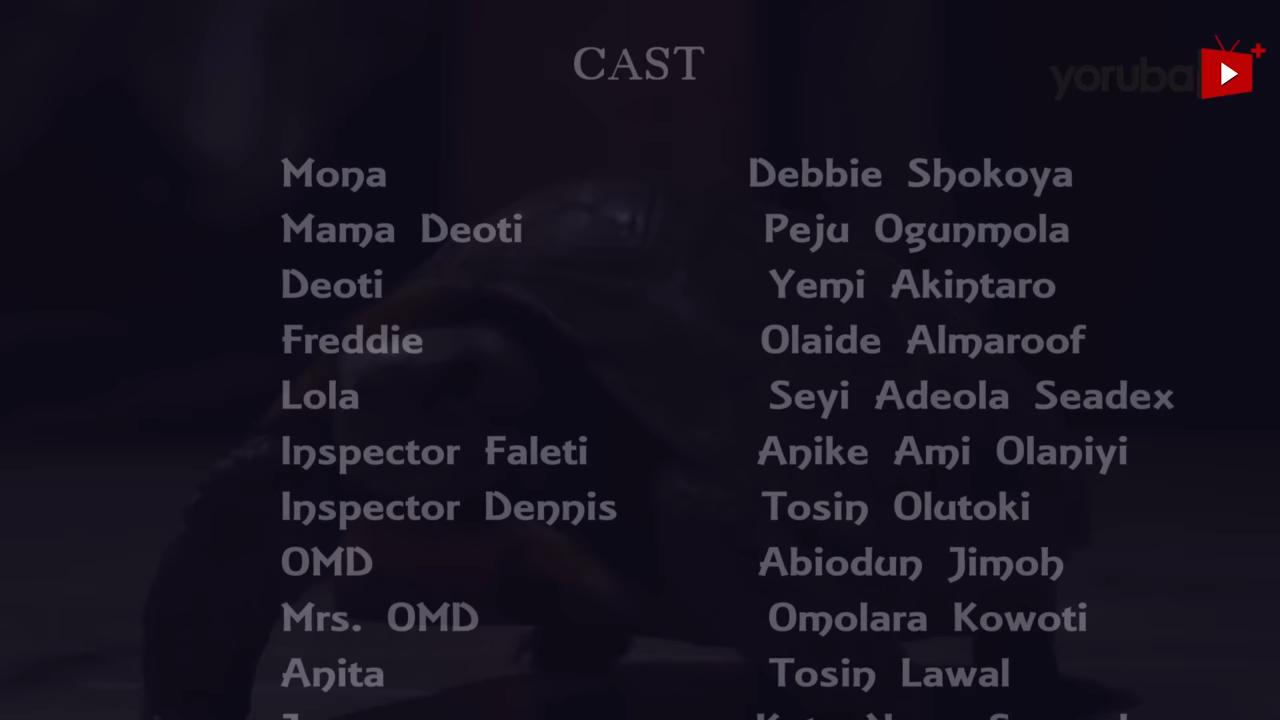 CAST
yoruba
Mona Debbie Shokoya
Mama Deoti Peju Ogunmola
Deoti Yemi Akintaro
Freddie Olaide Almaroof
Lola Seyi Adeola Seadex
Inspector Faleti Anike Ami Olaniyi
Inspector Dennis Tosin Olutoki
OMD Abiodun Jimoh
Mrs. OMD Omolara Kowoti
Anita Tosin Lawal